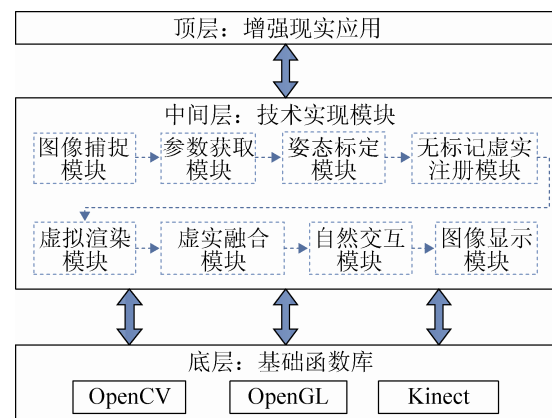 顶层：增强现实应用
中间层：技术实现模块
图像捕捉
模块
参数获取
模块
姿态标定
模块
无标记虚实
注册模块
虚拟渲染
模块
虚实融合
模块
自然交互
模块
图像显示
模块
底层：基础函数库
OpenCV
OpenGL
Kinect